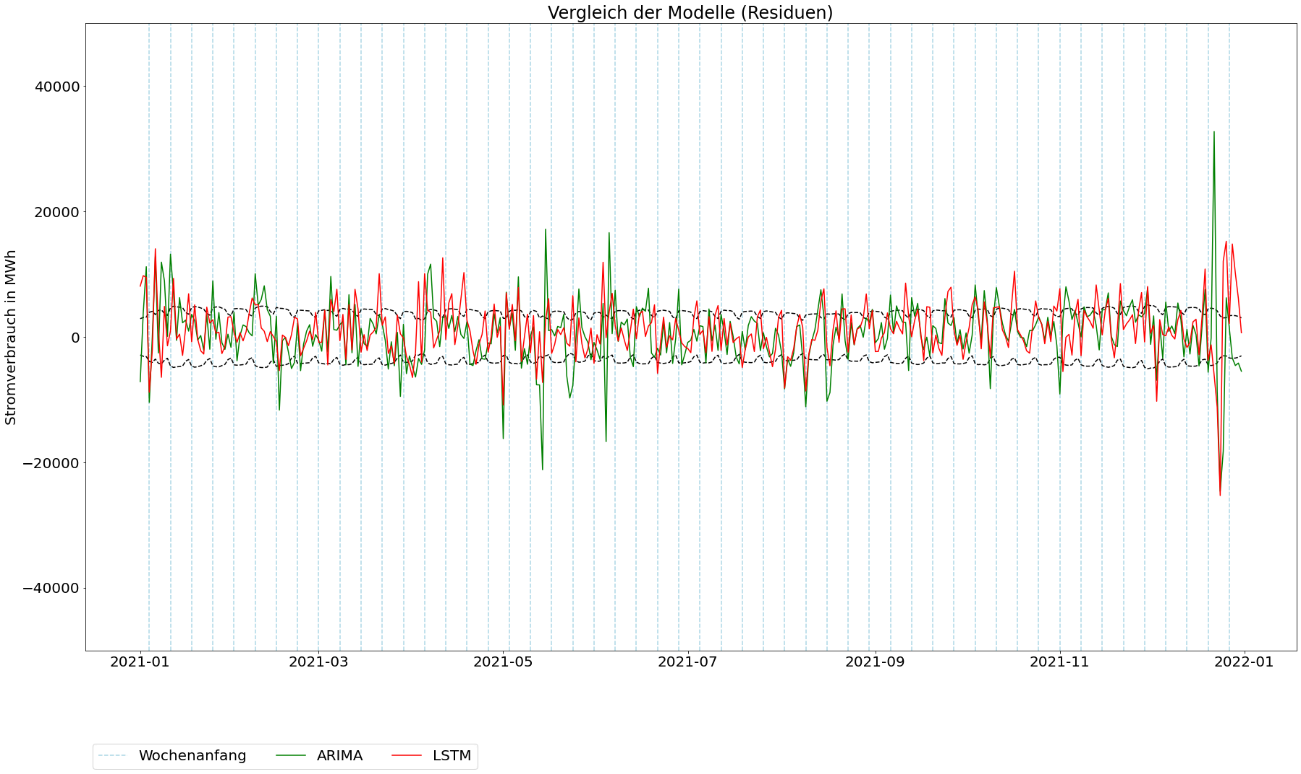 Vergleich der Modelle (Residuen)
Stromverbrauch in MWh
40000
20000
0
−20000
−40000
2021-01 2021-03 2021-05 2021-07 2021-09 2021-11 2022-01
Wochenanfang ARIMA LSTM